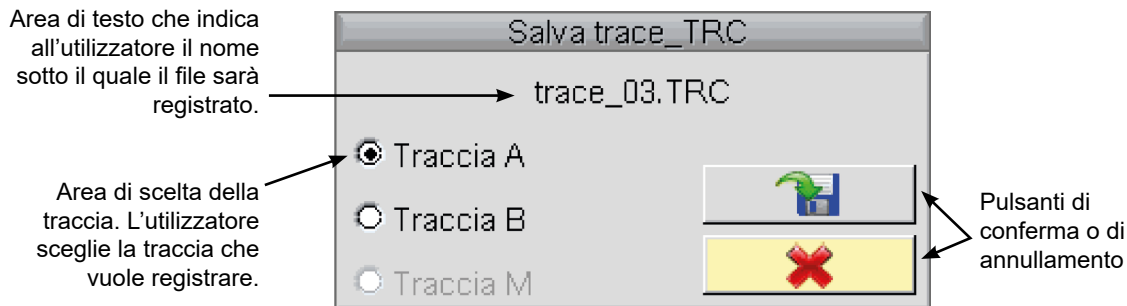 Area di testo che indica
all’utilizzatore il nome
sotto il quale il file sarà
registrato.
Area di scelta della
traccia. L’utilizzatore
sceglie la traccia che
vuole registrare.
Salva trace_TRC
trace_03.TRC
Traccia A
Traccia B
Traccia M
Pulsanti di
conferma o di
annullamento